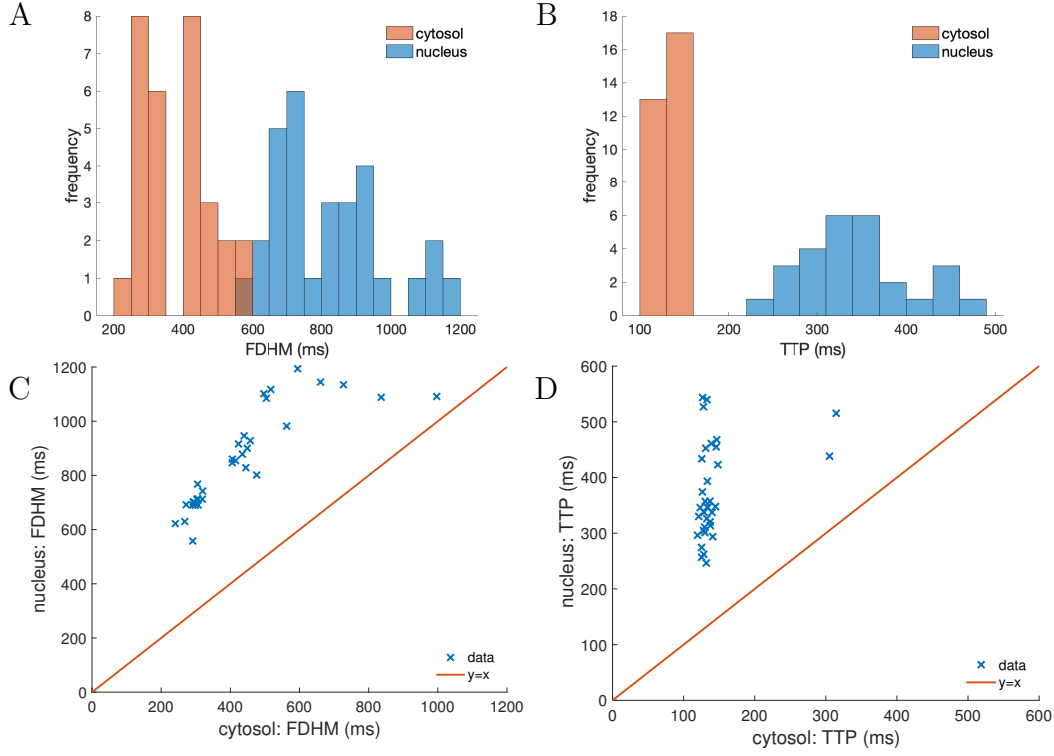 A
8
7
6
5
4
3
2
1
0
frequency
cytosol
nucleus
200 400 600 800 1000 1200
FDHM (ms)
B
18
16
14
12
10
8
6
4
2
0
frequency
cytosol
nucleus
100 200 300 400 500
TTP (ms)
C
1200
1000
800
600
400
200
0
nucleus: FDHM (ms)
data
y=x
0 200 400 600 800 1000 1200
cytosol: FDHM (ms)
D
600
500
400
300
200
100
0
nucleus: TTP (ms)
data
y=x
0 100 200 300 400 500 600
cytosol: TTP (ms)